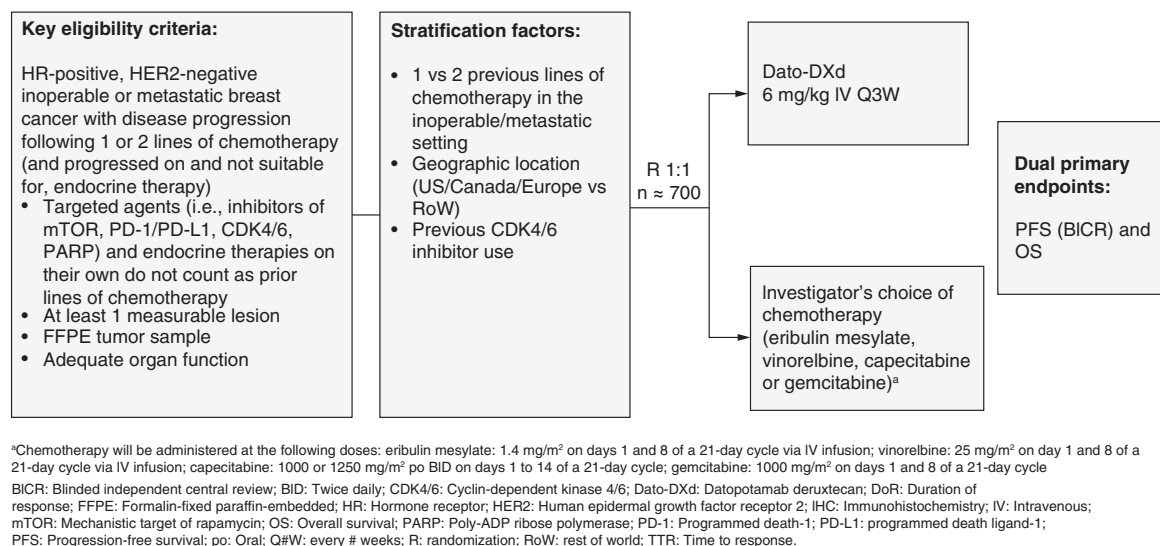 Key eligibility criteria:
HR-positive, HER2-negative
inoperable or metastatic breast
cancer with disease progression
following 1 or 2 lines of chemotherapy
(and progressed on and not suitable
for, endocrine therapy)
• Targeted agents (i.e., inhibitors of
mTOR, PD-1/PD-L1, CDK4/6,
PARP) and endocrine therapies on
their own do not count as prior
lines of chemotherapy
• At least 1 measurable lesion
• FFPE tumor sample
• Adequate organ function
Stratification factors:
• 1 vs 2 previous lines of
chemotherapy in the
inoperable/metastatic
setting
• Geographic location
(US/Canada/Europe vs
RoW)
• Previous CDK4/6
inhibitor use
R 1:1
n ≈ 700
Dato-DXd
6 mg/kg IV Q3W
Investigator's choice of
chemotherapy
(eribulin mesylate,
vinorelbine, capecitabine
or gemcitabine)ᵃ
Dual primary
endpoints:
PFS (BICR) and
OS
ᵃChemotherapy will be administered at the following doses: eribulin mesylate: 1.4 mg/m² on days 1 and 8 of a 21-day cycle via IV infusion; vinorelbine: 25 mg/m² on day 1 and 8 of a
21-day cycle via IV infusion; capecitabine: 1000 or 1250 mg/m² po BID on days 1 to 14 of a 21-day cycle; gemcitabine: 1000 mg/m² on days 1 and 8 of a 21-day cycle
BICR: Blinded independent central review; BID: Twice daily; CDK4/6: Cyclin-dependent kinase 4/6; Dato-DXd: Datopotamab deruxtecan; DoR: Duration of
response; FFPE: Formalin-fixed paraffin-embedded; HR: Hormone receptor; HER2: Human epidermal growth factor receptor 2; IHC: Immunohistochemistry; IV: Intravenous;
mTOR: Mechanistic target of rapamycin; OS: Overall survival; PARP: Poly-ADP ribose polymerase; PD-1: Programmed death-1; PD-L1: programmed death ligand-1;
PFS: Progression-free survival; po: Oral; Q#W: every # weeks; R: randomization; RoW: rest of world; TTR: Time to response.